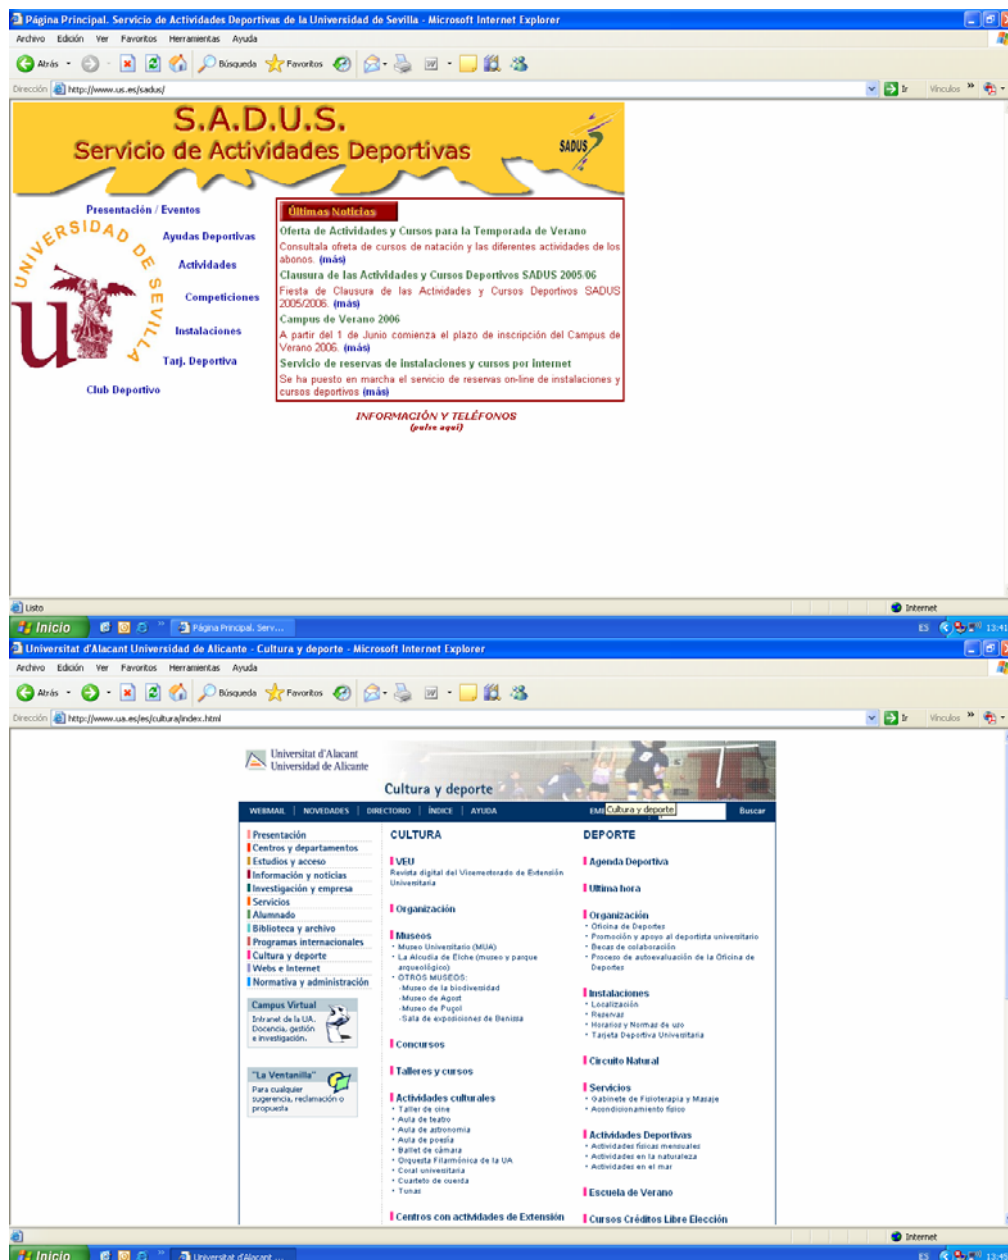 Página Principal. Servicio de Actividades Deportivas de la Universidad de Sevilla - Microsoft Internet Explorer
Archivo Edición Ver Favoritos Herramientas Ayuda
Atrás Búsqueda Favoritos
Dirección http://www.us.es/sadus/ Ir Vínculos
S.A.D.U.S.
Servicio de Actividades Deportivas
SADUS
Presentación / Eventos
Ayudas Deportivas
Actividades
Competiciones
Instalaciones
Tarj. Deportiva
Club Deportivo
UNIVERSIDAD DE SEVILLA
Últimas Noticias
Oferta de Actividades y Cursos para la Temporada de Verano
Consultala ofreta de cursos de natación y las diferentes actividades de los
abonos. (más)
Clausura de las Actividades y Cursos Deportivos SADUS 2005/06
Fiesta de Clausura de las Actividades y Cursos Deportivos SADUS
2005/2006. (más)
Campus de Verano 2006
A partir del 1 de Junio comienza el plazo de inscripción del Campus de
Verano 2006. (más)
Servicio de reservas de instalaciones y cursos por internet
Se ha puesto en marcha el servicio de reservas on-line de instalaciones y
cursos deportivos (más)
INFORMACIÓN Y TELÉFONOS
(pulse aquí)
Listo Internet
Inicio Página Principal. Serv... ES 13:41
Universitat d'Alacant Universidad de Alicante - Cultura y deporte - Microsoft Internet Explorer
Archivo Edición Ver Favoritos Herramientas Ayuda
Atrás Búsqueda Favoritos
Dirección http://www.ua.es/es/cultura/index.html Ir Vínculos
Universitat d'Alacant
Universidad de Alicante
Cultura y deporte
WEBMAIL | NOVEDADES | DIRECTORIO | ÍNDICE | AYUDA Cultura y deporte Buscar
Presentación
Centros y departamentos
Estudios y acceso
Información y noticias
Investigación y empresa
Servicios
Alumnado
Biblioteca y archivo
Programas internacionales
Cultura y deporte
Webs e Internet
Normativa y administración
Campus Virtual
Intranet de la UA.
Docencia, gestión
e investigación.
"La Ventanilla"
Para cualquier
sugerencia, reclamación o
propuesta
CULTURA
VEU
Revista digital del Vicerrectorado de Extensión
Universitaria
Organización
Museos
· Museo Universitario (MUA)
· La Alcudia de Elche (museo y parque
arqueológico)
· OTROS MUSEOS:
-Museo de la biodiversidad
-Museo de Agost
-Museo de Puçol
-Sala de exposiciones de Benissa
Concursos
Talleres y cursos
Actividades culturales
· Taller de cine
· Aula de teatro
· Aula de astronomia
· Aula de poesía
· Ballet de cámara
· Orquesta Filarmónica de la UA
· Coral universitaria
· Cuarteto de cuerda
· Tunas
Centros con actividades de Extensión
DEPORTE
Agenda Deportiva
Ultima hora
Organización
· Oficina de Deportes
· Promoción y apoyo al deportista universitario
· Becas de colaboración
· Proceso de autoevaluación de la Oficina de
Deportes
Instalaciones
· Localización
· Reservas
· Horarios y Normas de uso
· Tarjeta Deportiva Universitaria
Circuito Natural
Servicios
· Gabinete de Fisioterapia y Masaje
· Acondicionamiento físico
Actividades Deportivas
· Actividades físicas mensuales
· Actividades en la naturaleza
· Actividades en el mar
Escuela de Verano
Cursos Créditos Libre Elección
Internet
Inicio Universitat d'Alacant ... ES